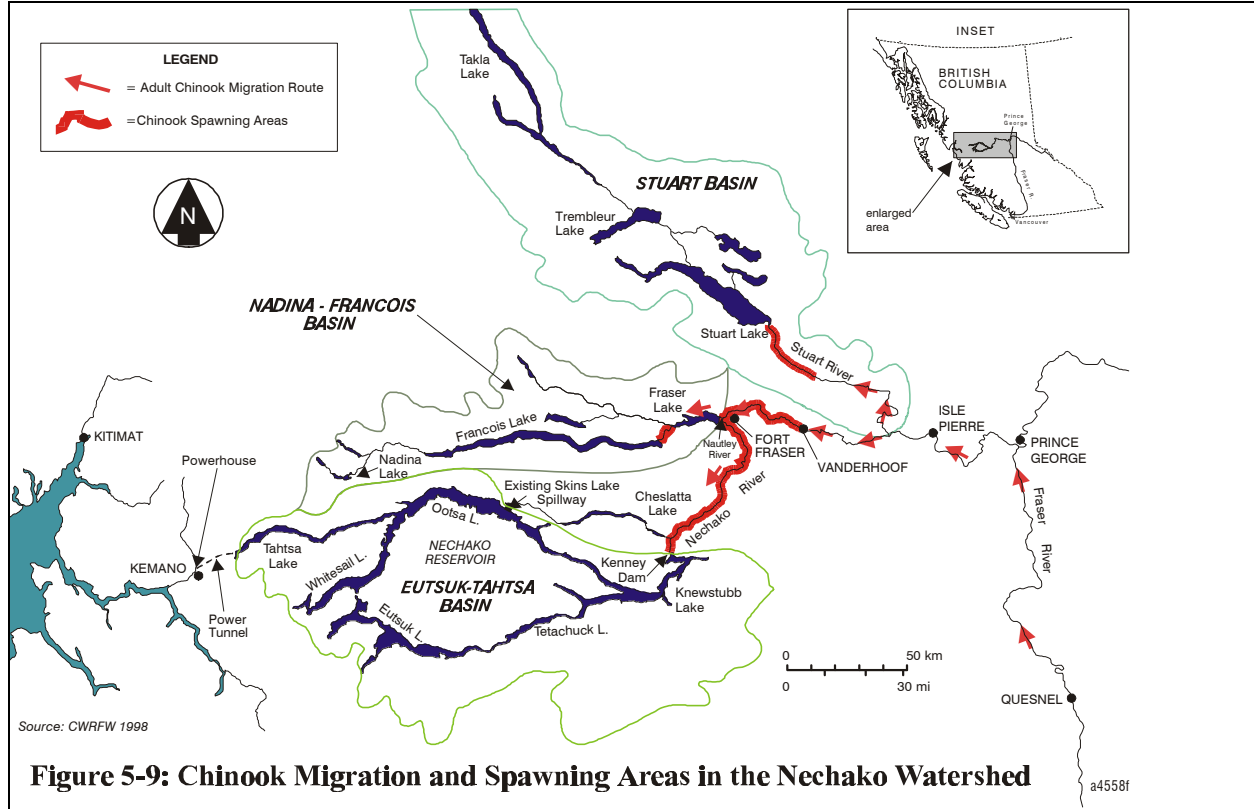 LEGEND
= Adult Chinook Migration Route
=Chinook Spawning Areas
N
INSET
BRITISH
COLUMBIA
Prince
George
Fraser R.
Vancouver
enlarged
area
Takla
Lake
STUART BASIN
Trembleur
Lake
NADINA - FRANCOIS
BASIN
Stuart Lake
Stuart River
Fraser
Lake
Francois Lake
Nautley
River
FORT
FRASER
VANDERHOOF
ISLE
PIERRE
PRINCE
GEORGE
KITIMAT
Powerhouse
Nadina
Lake
Existing Skins Lake
Spillway
Cheslatta
Lake
Nechako
River
Fraser
River
Ootsa L.
NECHAKO
RESERVOIR
Tahtsa
Lake
Whitesail L.
KEMANO
Kenney
Dam
EUTSUK-TAHTSA
BASIN
Knewstubb
Lake
Power
Tunnel
Eutsuk L.
Tetachuck L.
0 50 km
0 30 mi
QUESNEL
Source: CWRFW 1998
Figure 5-9: Chinook Migration and Spawning Areas in the Nechako Watershed
a4558f